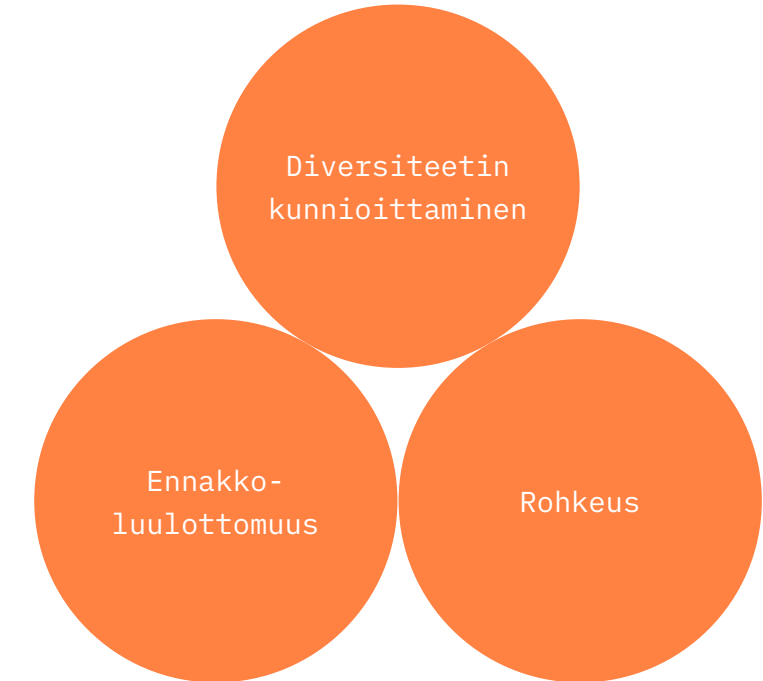 Diversiteetin
kunnioittaminen
Ennakko-
luulottomuus
Rohkeus